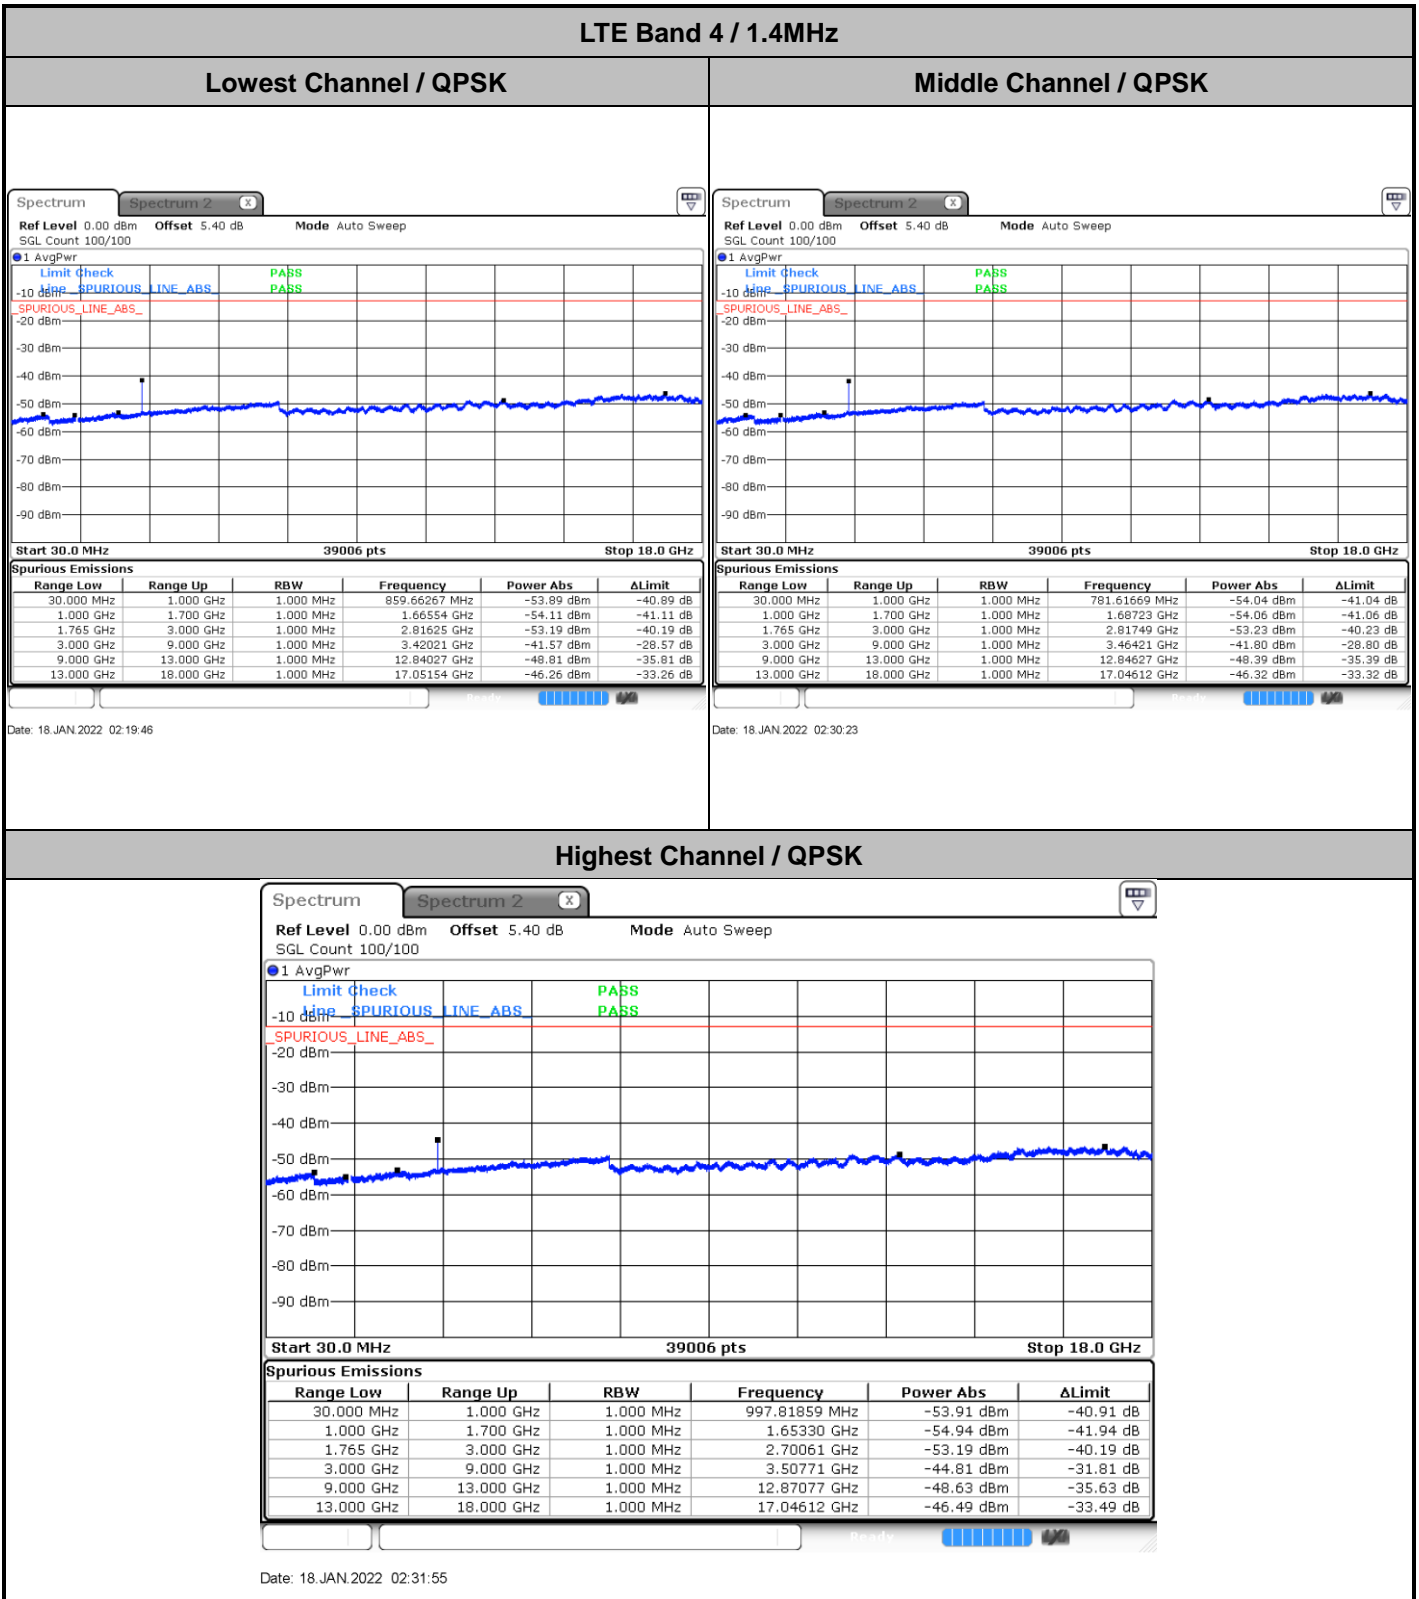 LTE Band 4 / 1.4MHz
Lowest Channel / QPSK
Middle Channel / QPSK
Spectrum
Spectrum 2
X
Ref Level 0.00 dBm Offset 5.40 dB Mode Auto Sweep
SGL Count 100/100
1 AvgPwr
Limit Check PASS
Line _SPURIOUS_LINE_ABS_ PASS
-10 dBm
_SPURIOUS_LINE_ABS_
-20 dBm
-30 dBm
-40 dBm
-50 dBm
-60 dBm
-70 dBm
-80 dBm
-90 dBm
Start 30.0 MHz 39006 pts Stop 18.0 GHz
Spurious Emissions
Range Low Range Up RBW Frequency Power Abs ΔLimit
30.000 MHz 1.000 GHz 1.000 MHz 859.66267 MHz -53.89 dBm -40.89 dB
1.000 GHz 1.700 GHz 1.000 MHz 1.66554 GHz -54.11 dBm -41.11 dB
1.765 GHz 3.000 GHz 1.000 MHz 2.81625 GHz -53.19 dBm -40.19 dB
3.000 GHz 9.000 GHz 1.000 MHz 3.42021 GHz -41.57 dBm -28.57 dB
9.000 GHz 13.000 GHz 1.000 MHz 12.84027 GHz -48.81 dBm -35.81 dB
13.000 GHz 18.000 GHz 1.000 MHz 17.05154 GHz -46.26 dBm -33.26 dB
Ready
Date: 18.JAN.2022 02:19:46
Spectrum
Spectrum 2
X
Ref Level 0.00 dBm Offset 5.40 dB Mode Auto Sweep
SGL Count 100/100
1 AvgPwr
Limit Check PASS
Line _SPURIOUS_LINE_ABS_ PASS
-10 dBm
_SPURIOUS_LINE_ABS_
-20 dBm
-30 dBm
-40 dBm
-50 dBm
-60 dBm
-70 dBm
-80 dBm
-90 dBm
Start 30.0 MHz 39006 pts Stop 18.0 GHz
Spurious Emissions
Range Low Range Up RBW Frequency Power Abs ΔLimit
30.000 MHz 1.000 GHz 1.000 MHz 781.61669 MHz -54.04 dBm -41.04 dB
1.000 GHz 1.700 GHz 1.000 MHz 1.68723 GHz -54.06 dBm -41.06 dB
1.765 GHz 3.000 GHz 1.000 MHz 2.81749 GHz -53.23 dBm -40.23 dB
3.000 GHz 9.000 GHz 1.000 MHz 3.46421 GHz -41.80 dBm -28.80 dB
9.000 GHz 13.000 GHz 1.000 MHz 12.84627 GHz -48.39 dBm -35.39 dB
13.000 GHz 18.000 GHz 1.000 MHz 17.04612 GHz -46.32 dBm -33.32 dB
Ready
Date: 18.JAN.2022 02:30:23
Highest Channel / QPSK
Spectrum
Spectrum 2
X
Ref Level 0.00 dBm Offset 5.40 dB Mode Auto Sweep
SGL Count 100/100
1 AvgPwr
Limit Check PASS
Line _SPURIOUS_LINE_ABS_ PASS
-10 dBm
_SPURIOUS_LINE_ABS_
-20 dBm
-30 dBm
-40 dBm
-50 dBm
-60 dBm
-70 dBm
-80 dBm
-90 dBm
Start 30.0 MHz 39006 pts Stop 18.0 GHz
Spurious Emissions
Range Low Range Up RBW Frequency Power Abs ΔLimit
30.000 MHz 1.000 GHz 1.000 MHz 997.81859 MHz -53.91 dBm -40.91 dB
1.000 GHz 1.700 GHz 1.000 MHz 1.65330 GHz -54.94 dBm -41.94 dB
1.765 GHz 3.000 GHz 1.000 MHz 2.70061 GHz -53.19 dBm -40.19 dB
3.000 GHz 9.000 GHz 1.000 MHz 3.50771 GHz -44.81 dBm -31.81 dB
9.000 GHz 13.000 GHz 1.000 MHz 12.87077 GHz -48.63 dBm -35.63 dB
13.000 GHz 18.000 GHz 1.000 MHz 17.04612 GHz -46.49 dBm -33.49 dB
Ready
Date: 18.JAN.2022 02:31:55